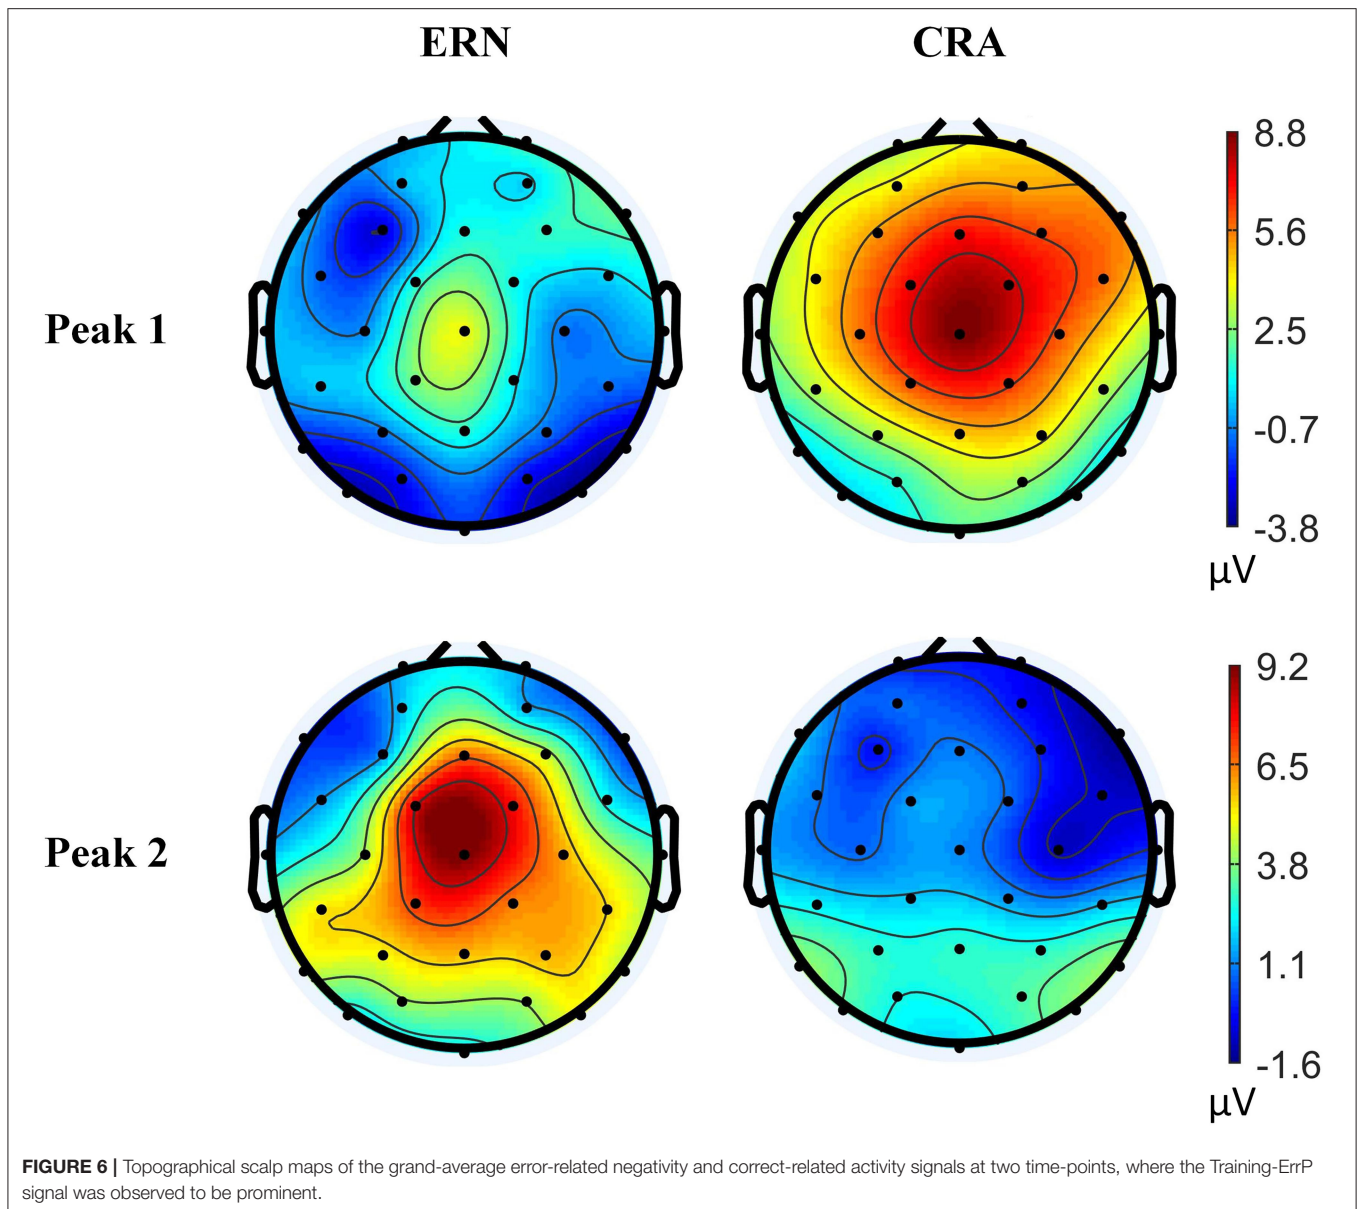 ERN CRA
Peak 1
8.8
5.6
2.5
-0.7
-3.8
μV
Peak 2
9.2
6.5
3.8
1.1
-1.6
μV
FIGURE 6 | Topographical scalp maps of the grand-average error-related negativity and correct-related activity signals at two time-points, where the Training-ErrP
signal was observed to be prominent.